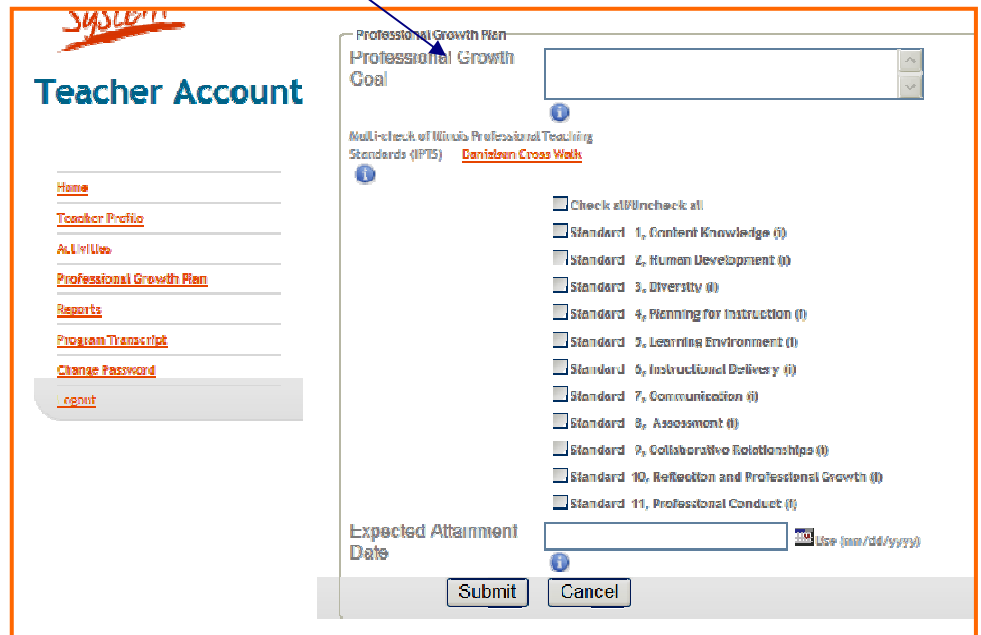 System
Teacher Account
Home
Teacher Profile
Activities
Professional Growth Plan
Reports
Program Transcript
Change Password
Logout
Professional Growth Plan
Professional Growth
Goal
Multi-check of Illinois Professional Teaching
Standards (IPTS) Danielson Cross Walk
Check all/Uncheck all
Standard 1, Content Knowledge (i)
Standard 2, Human Development (i)
Standard 3, Diversity (i)
Standard 4, Planning for Instruction (i)
Standard 5, Learning Environment (i)
Standard 6, Instructional Delivery (i)
Standard 7, Communication (i)
Standard 8, Assessment (i)
Standard 9, Collaborative Relationships (i)
Standard 10, Reflection and Professional Growth (i)
Standard 11, Professional Conduct (i)
Expected Attainment
Date
Use (mm/dd/yyyy)
Submit Cancel